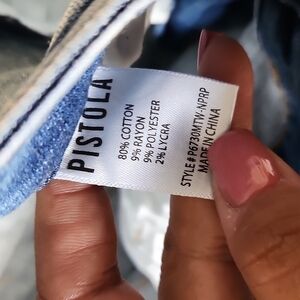 PISTOLA
80% COTTON
9% RAYON
9% POLYESTER
2% LYCRA
STYLE# P6730MTW-NPRP
MADE IN CHINA